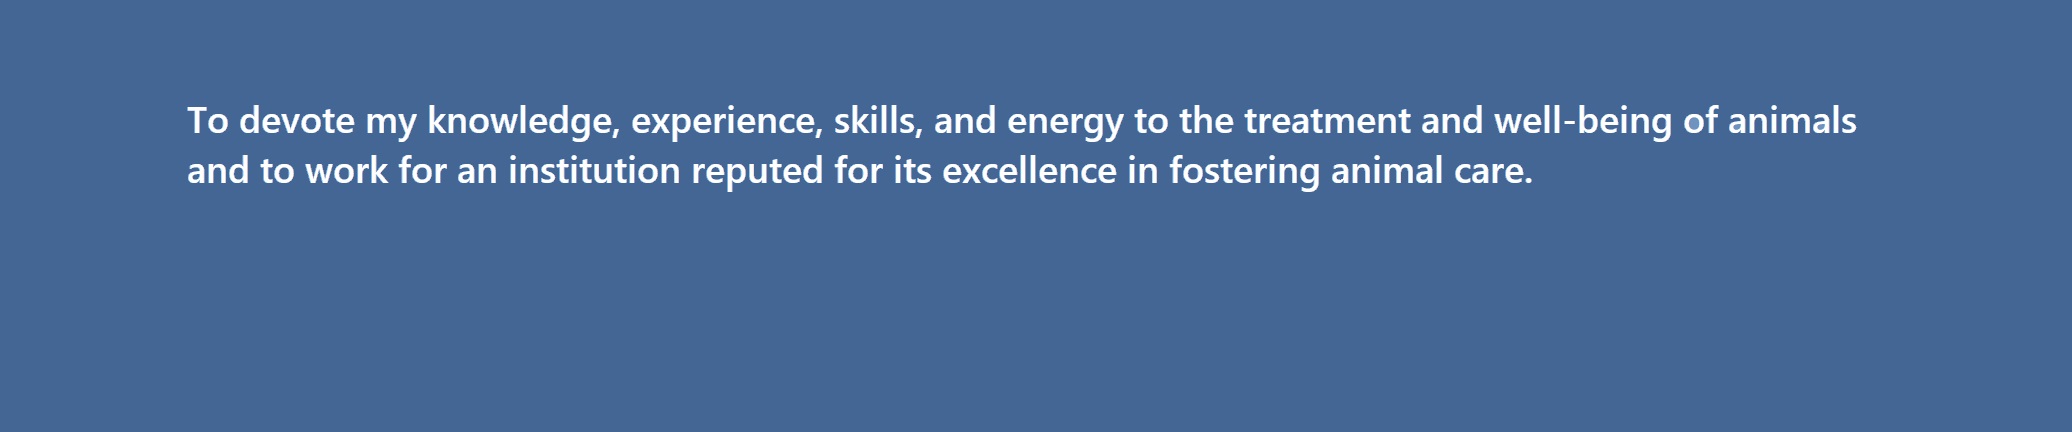 To devote my knowledge, experience, skills, and energy to the treatment and well-being of animals
and to work for an institution reputed for its excellence in fostering animal care.